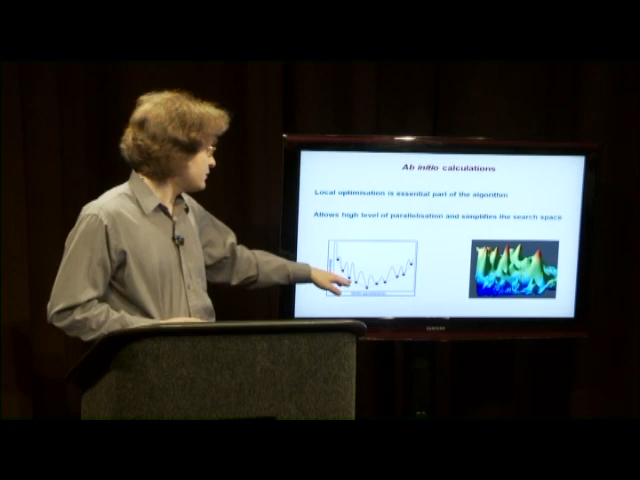 Ab initio calculations
Local optimisation is essential part of the algorithm
Allows high level of parallelisation and simplifies the search space
SAMSUNG